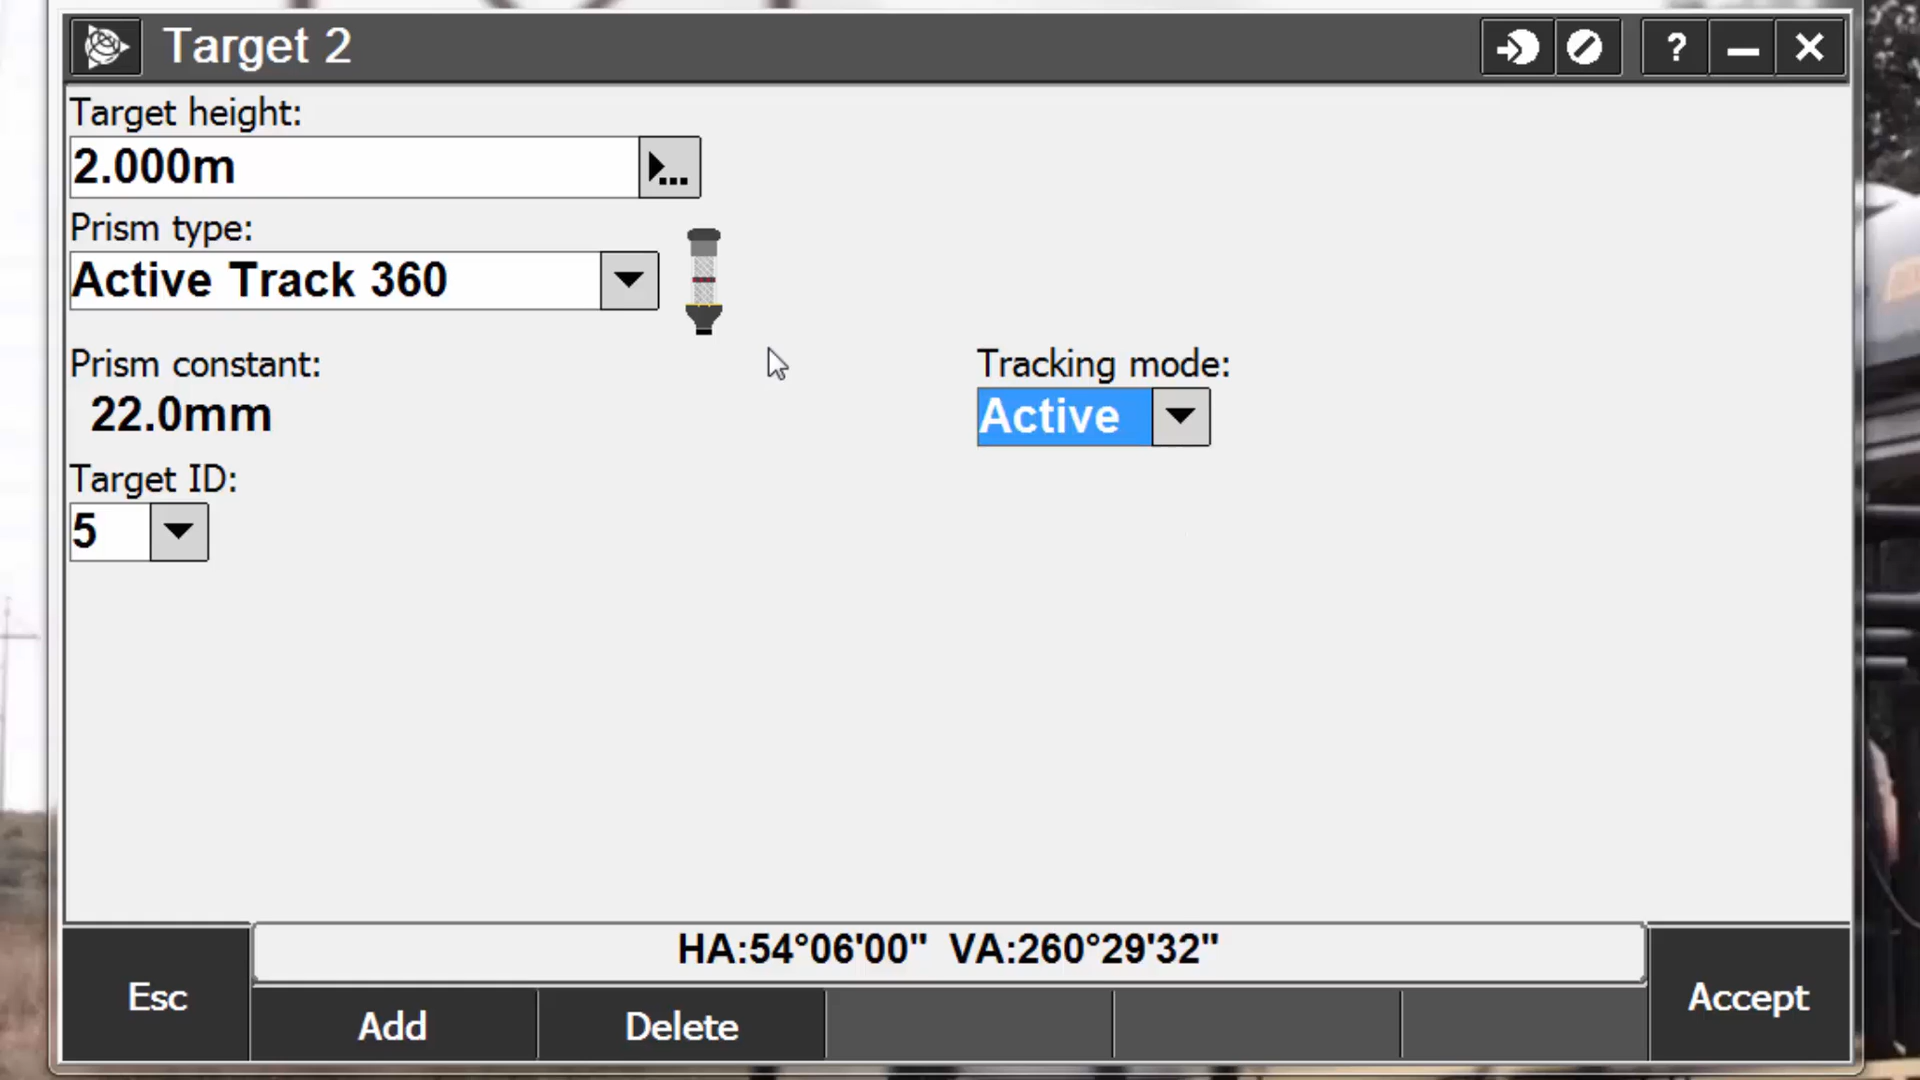 Target 2
?
Target height:
2.000m
Prism type:
Active Track 360
Prism constant:
Tracking mode:
22.0mm
Active
Target ID:
5
HA:54°06'00"  VA:260°29'32"
Esc
Accept
Add
Delete